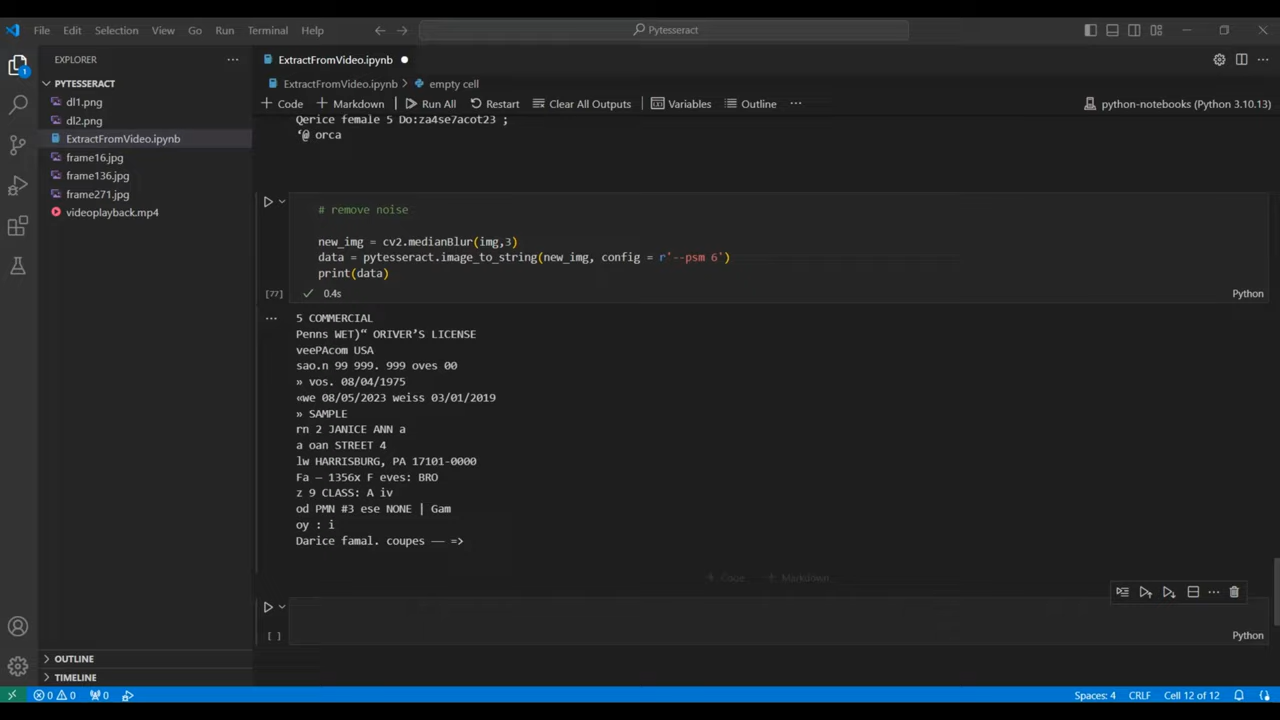 File Edit Selection View Go Run Terminal Help
Pytesseract
EXPLORER
PYTESSERACT
dl1.png
dl2.png
ExtractFromVideo.ipynb
frame16.jpg
frame136.jpg
frame271.jpg
videoplayback.mp4
OUTLINE
TIMELINE
ExtractFromVideo.ipynb
ExtractFromVideo.ipynb > empty cell
+ Code + Markdown Run All Restart Clear All Outputs Variables Outline ...
python-notebooks (Python 3.10.13)
Qerice female 5 Do:za4se7acot23 ;
‘@ orca
# remove noise
new_img = cv2.medianBlur(img,3)
data = pytesseract.image_to_string(new_img, config = r'--psm 6')
print(data)
[77] 0.4s Python
5 COMMERCIAL
Penns WET)“ ORIVER’S LICENSE
veePAcom USA
sao.n 99 999. 999 oves 00
» vos. 08/04/1975
«we 08/05/2023 weiss 03/01/2019
» SAMPLE
rn 2 JANICE ANN a
a oan STREET 4
lw HARRISBURG, PA 17101-0000
Fa — 1356x F eves: BRO
z 9 CLASS: A iv
od PMN #3 ese NONE | Gam
oy : i
Darice famal. coupes —— =>
+ Code + Markdown
[ ] Python
0 0 0 Spaces: 4 CRLF Cell 12 of 12